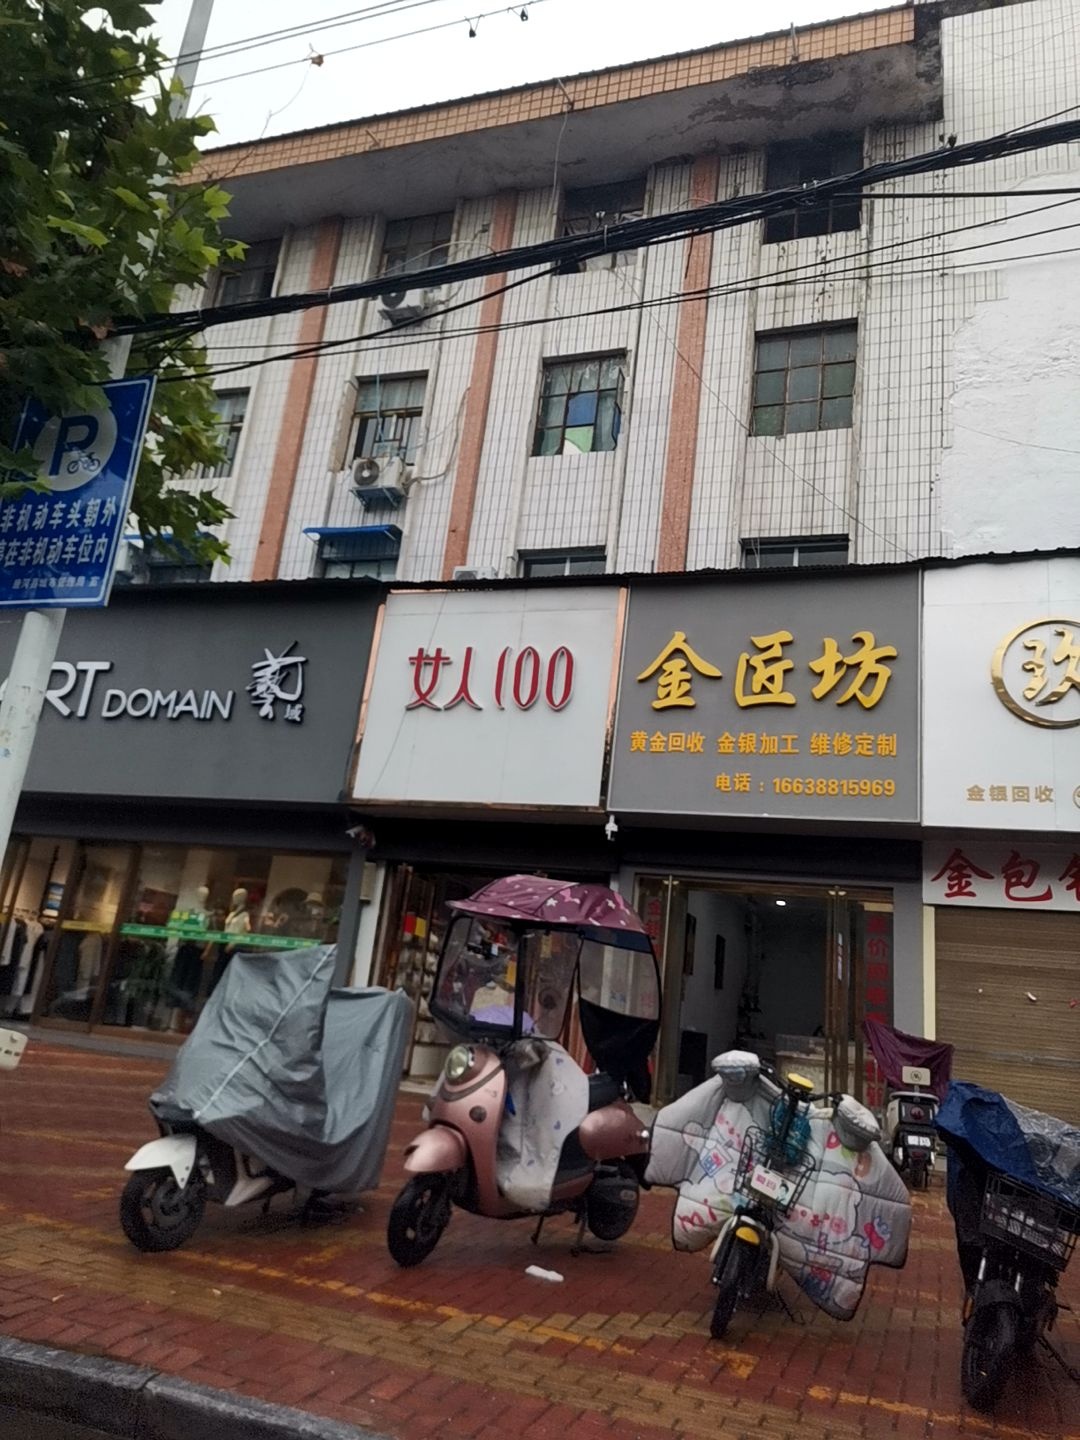 P
非机动车头朝外
停在非机动车位内
ART DOMAIN 藝域
女人100
金匠坊
黄金回收 金银加工 维修定制
电话：16638815969
玖
金银回收
金包